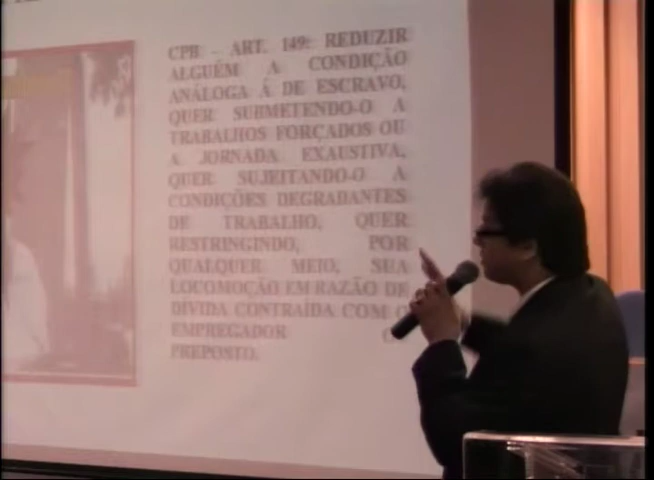 CPB - ART. 149: REDUZIR
ALGUÉM A CONDIÇÃO
ANÁLOGA Á DE ESCRAVO,
QUER SUBMETENDO-O A
TRABALHOS FORÇADOS OU
A JORNADA EXAUSTIVA,
QUER SUJEITANDO-O A
CONDIÇÕES DEGRADANTES
DE TRABALHO, QUER
RESTRINGINDO, POR
QUALQUER MEIO, SUA
LOCOMOÇÃO EM RAZÃO DE
DIVIDA CONTRAÍDA COM O
EMPREGADOR
PREPOSTO.